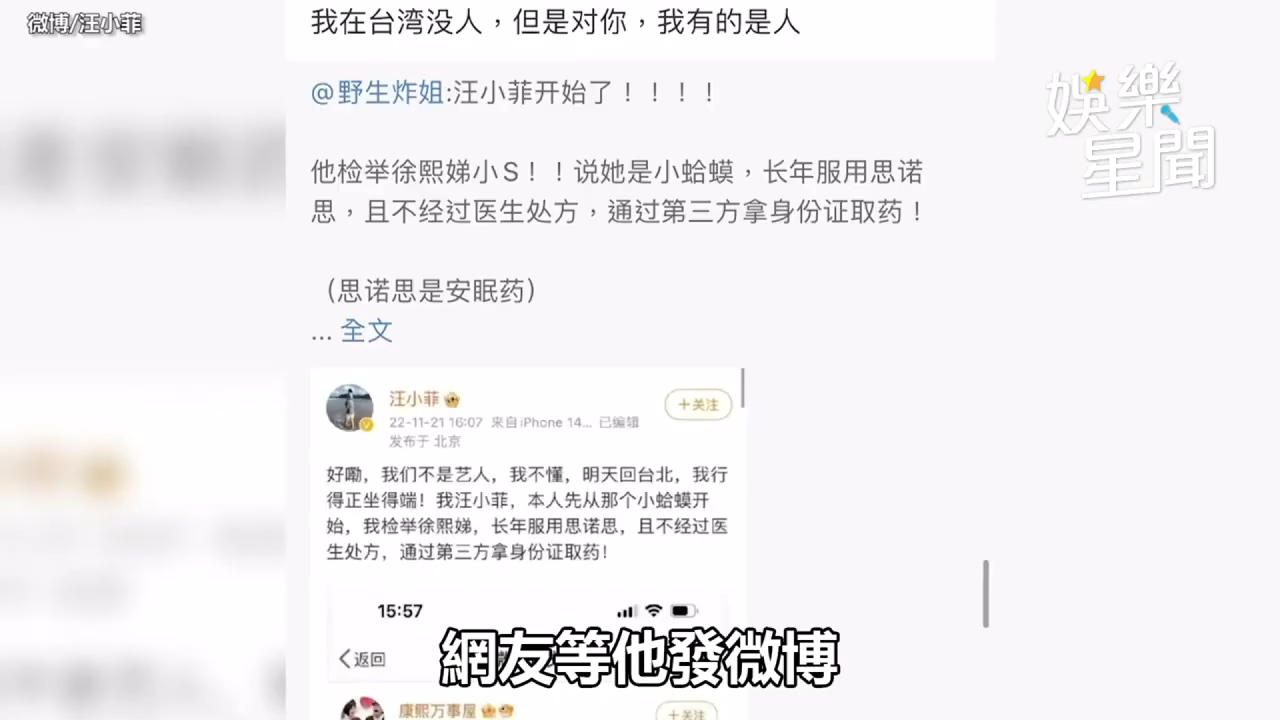 微博/汪小菲
我在台湾没人，但是对你，我有的是人
娛樂
星聞
@野生炸姐:汪小菲开始了！！！！
他检举徐熙娣小S！！说她是小蛤蟆，长年服用思诺
思，且不经过医生处方，通过第三方拿身份证取药！
（思诺思是安眠药）
... 全文
汪小菲
+关注
22-11-21 16:07 来自iPhone 14... 已编辑
发布于 北京
好嘞，我们不是艺人，我不懂，明天回台北，我行
得正坐得端！我汪小菲，本人先从那个小蛤蟆开
始，我检举徐熙娣，长年服用思诺思，且不经过医
生处方，通过第三方拿身份证取药！
15:57
返回
網友等他發微博
康熙万事屋
+关注